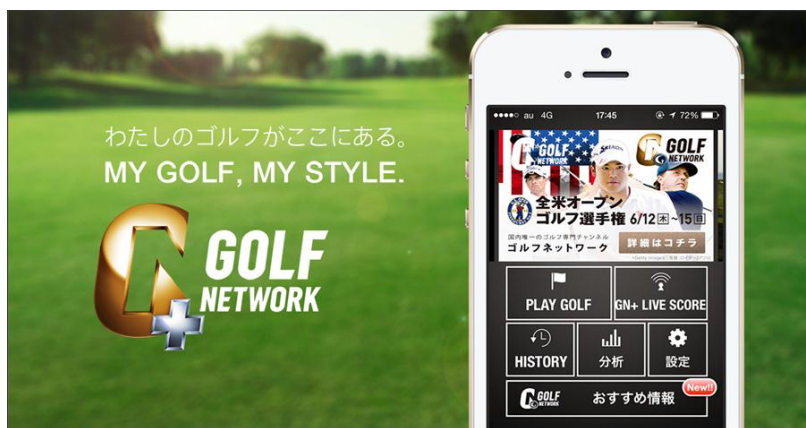 わたしのゴルフがここにある。
MY GOLF, MY STYLE.
GOLF
NETWORK
au 4G 17:45 72%
GOLF
NETWORK
GOLF
NETWORK
SRIXON
全米オープン
ゴルフ選手権 6/12木~15日
国内唯一のゴルフ専門チャンネル
ゴルフネットワーク
詳細はコチラ
PLAY GOLF
GN+ LIVE SCORE
HISTORY
分析
設定
GOLF
NETWORK
おすすめ情報
New!!